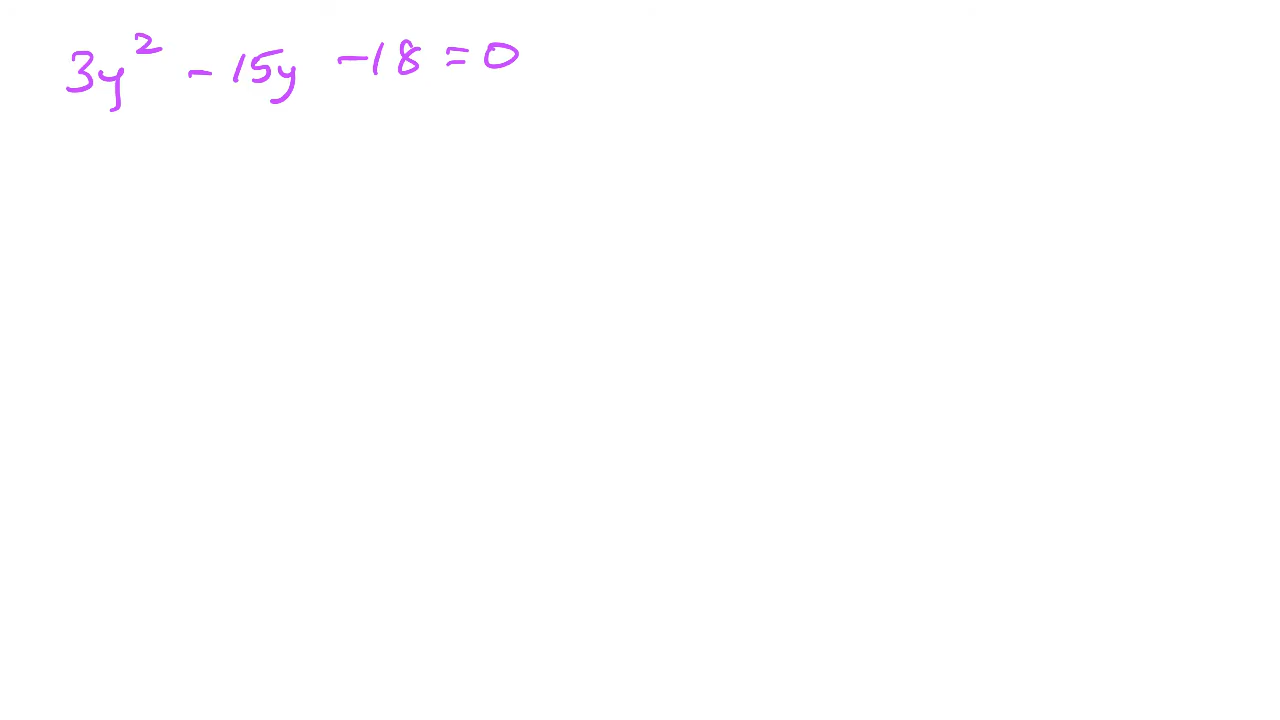 3y² - 15y - 18 = 0